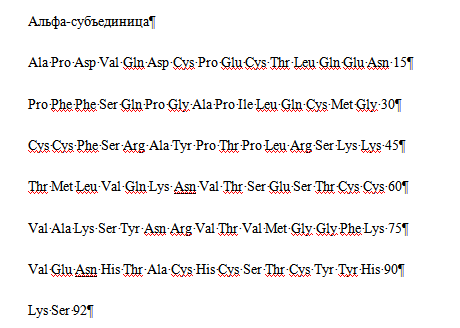 Альфа-субъединица¶
Ala·Pro·Asp·Val·Gln·Asp·Cys·Pro·Glu·Cys·Thr·Leu·Gln·Glu·Asn·15¶
Pro·Phe·Phe·Ser·Gln·Pro·Gly·Ala·Pro·Ile·Leu·Gln·Cys·Met·Gly·30¶
Cys·Cys·Phe·Ser·Arg·Ala·Tyr·Pro·Thr·Pro·Leu·Arg·Ser·Lys·Lys·45¶
Thr·Met·Leu·Val·Gln·Lys·Asn·Val·Thr·Ser·Glu·Ser·Thr·Cys·Cys·60¶
Val·Ala·Lys·Ser·Tyr·Asn·Arg·Val·Thr·Val·Met·Gly·Gly·Phe·Lys·75¶
Val·Glu·Asn·His·Thr·Ala·Cys·His·Cys·Ser·Thr·Cys·Tyr·Tyr·His·90¶
Lys·Ser·92¶